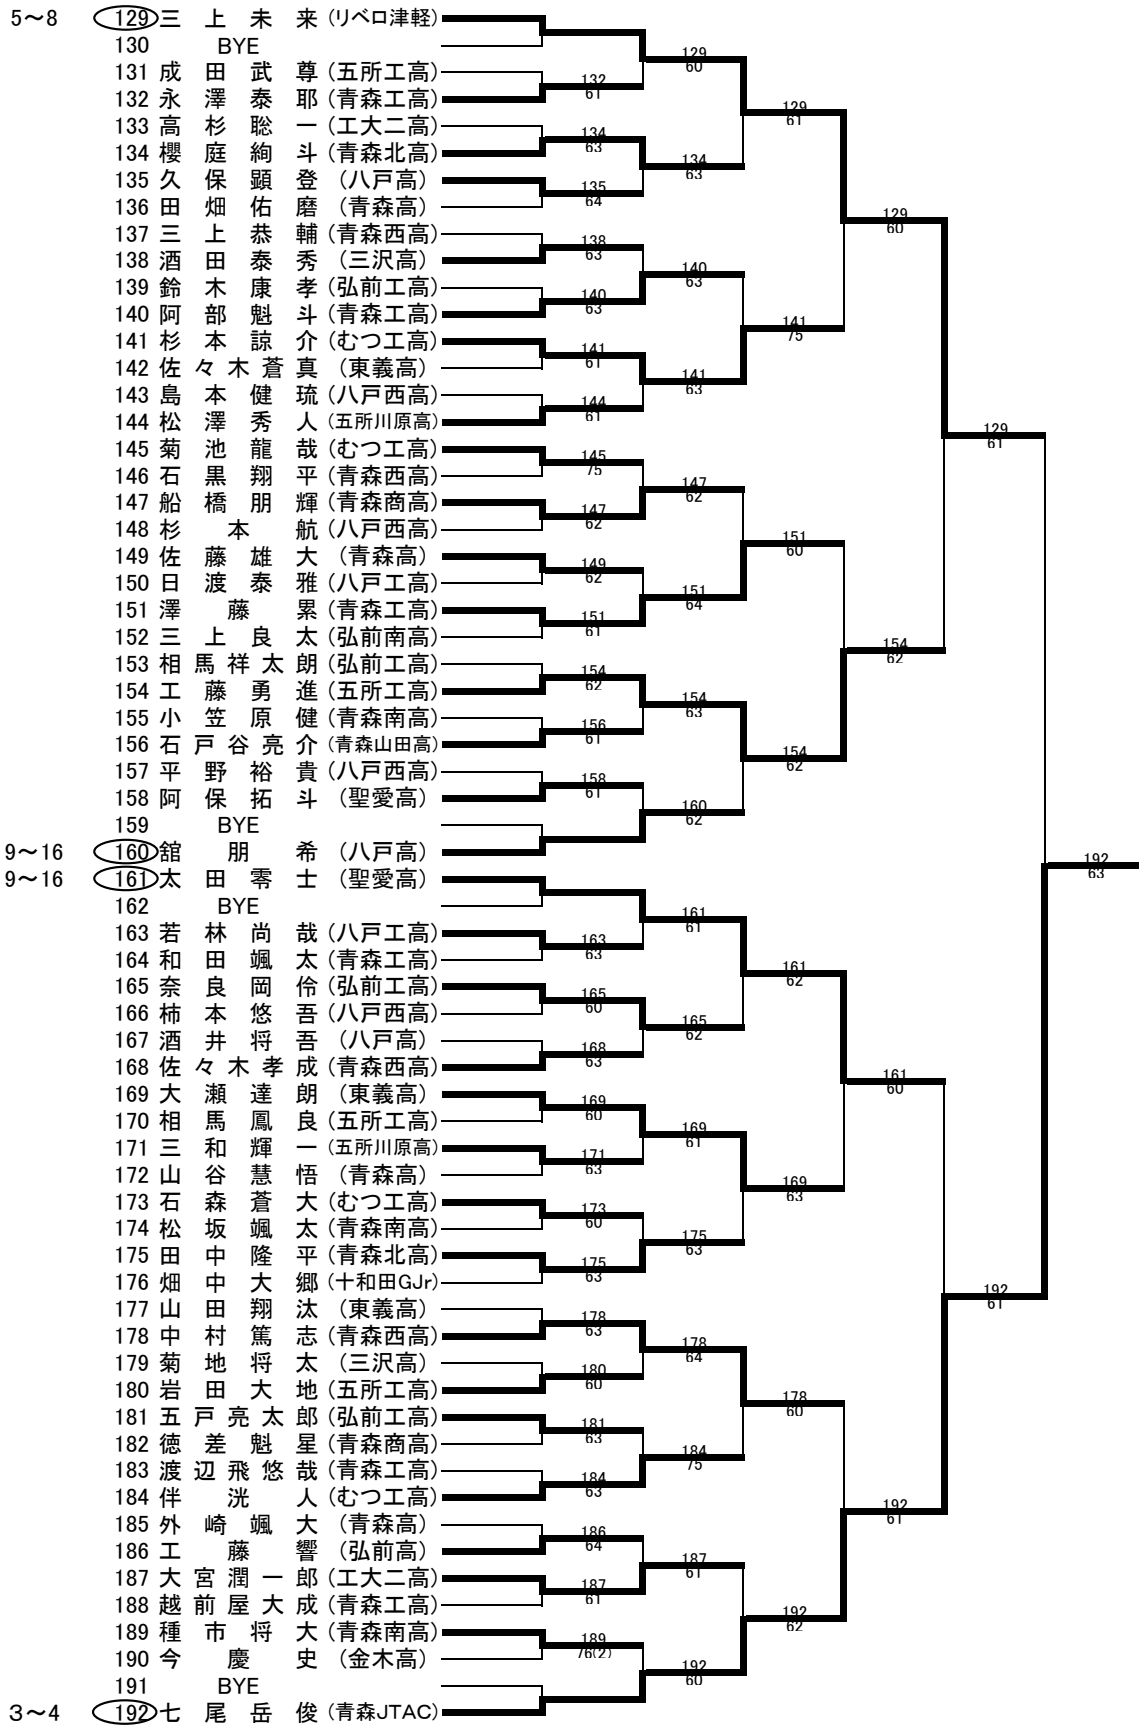 5～8 129 三上未来 (リベロ津軽)
130 BYE
129
60
131 成田武尊 (五所工高)
132
61
132 永澤泰耶 (青森工高)
129
61
133 高杉聡一 (工大二高)
134
63
134 櫻庭絢斗 (青森北高)
134
63
135 久保顕登 (八戸高)
135
64
136 田畑佑磨 (青森高)
129
60
137 三上恭輔 (青森西高)
138
63
138 酒田泰秀 (三沢高)
140
63
139 鈴木康孝 (弘前工高)
140
63
140 阿部魁斗 (青森工高)
141
75
141 杉本諒介 (むつ工高)
141
61
142 佐々木蒼真 (東義高)
141
63
143 島本健琉 (八戸西高)
144
61
144 松澤秀人 (五所川原高)
129
61
145 菊池龍哉 (むつ工高)
145
75
146 石黒翔平 (青森西高)
147
62
147 船橋朋輝 (青森商高)
147
62
148 杉本航 (八戸西高)
151
60
149 佐藤雄大 (青森高)
149
62
150 日渡泰雅 (八戸工高)
151
64
151 澤藤累 (青森工高)
151
61
152 三上良太 (弘前南高)
154
62
153 相馬祥太朗 (弘前工高)
154
62
154 工藤勇進 (五所工高)
154
63
155 小笠原健 (青森南高)
156
61
156 石戸谷亮介 (青森山田高)
154
62
157 平野裕貴 (八戸西高)
158
61
158 阿保拓斗 (聖愛高)
160
62
159 BYE
9～16 160 舘朋希 (八戸高)
192
63
9～16 161 太田零士 (聖愛高)
162 BYE
161
61
163 若林尚哉 (八戸工高)
163
63
164 和田颯太 (青森工高)
161
62
165 奈良岡伶 (弘前工高)
165
60
166 柿本悠吾 (八戸西高)
165
62
167 酒井将吾 (八戸高)
168
63
168 佐々木孝成 (青森西高)
161
60
169 大瀬達朗 (東義高)
169
60
170 相馬鳳良 (五所工高)
169
61
171 三和輝一 (五所川原高)
171
63
172 山谷慧悟 (青森高)
169
63
173 石森蒼大 (むつ工高)
173
60
174 松坂颯太 (青森南高)
175
63
175 田中隆平 (青森北高)
175
63
176 畑中大郷 (十和田GJr)
192
61
177 山田翔汰 (東義高)
178
63
178 中村篤志 (青森西高)
178
64
179 菊地将太 (三沢高)
180
60
180 岩田大地 (五所工高)
178
60
181 五戸亮太郎 (弘前工高)
181
63
182 徳差魁星 (青森商高)
184
75
183 渡辺飛悠哉 (青森工高)
184
63
184 伴洸人 (むつ工高)
192
61
185 外崎颯大 (青森高)
186
64
186 工藤響 (弘前高)
187
61
187 大宮潤一郎 (工大二高)
187
61
188 越前屋大成 (青森工高)
192
62
189 種市将大 (青森南高)
189
76(2)
190 今慶史 (金木高)
192
60
191 BYE
3～4 192 七尾岳俊 (青森JTAC)